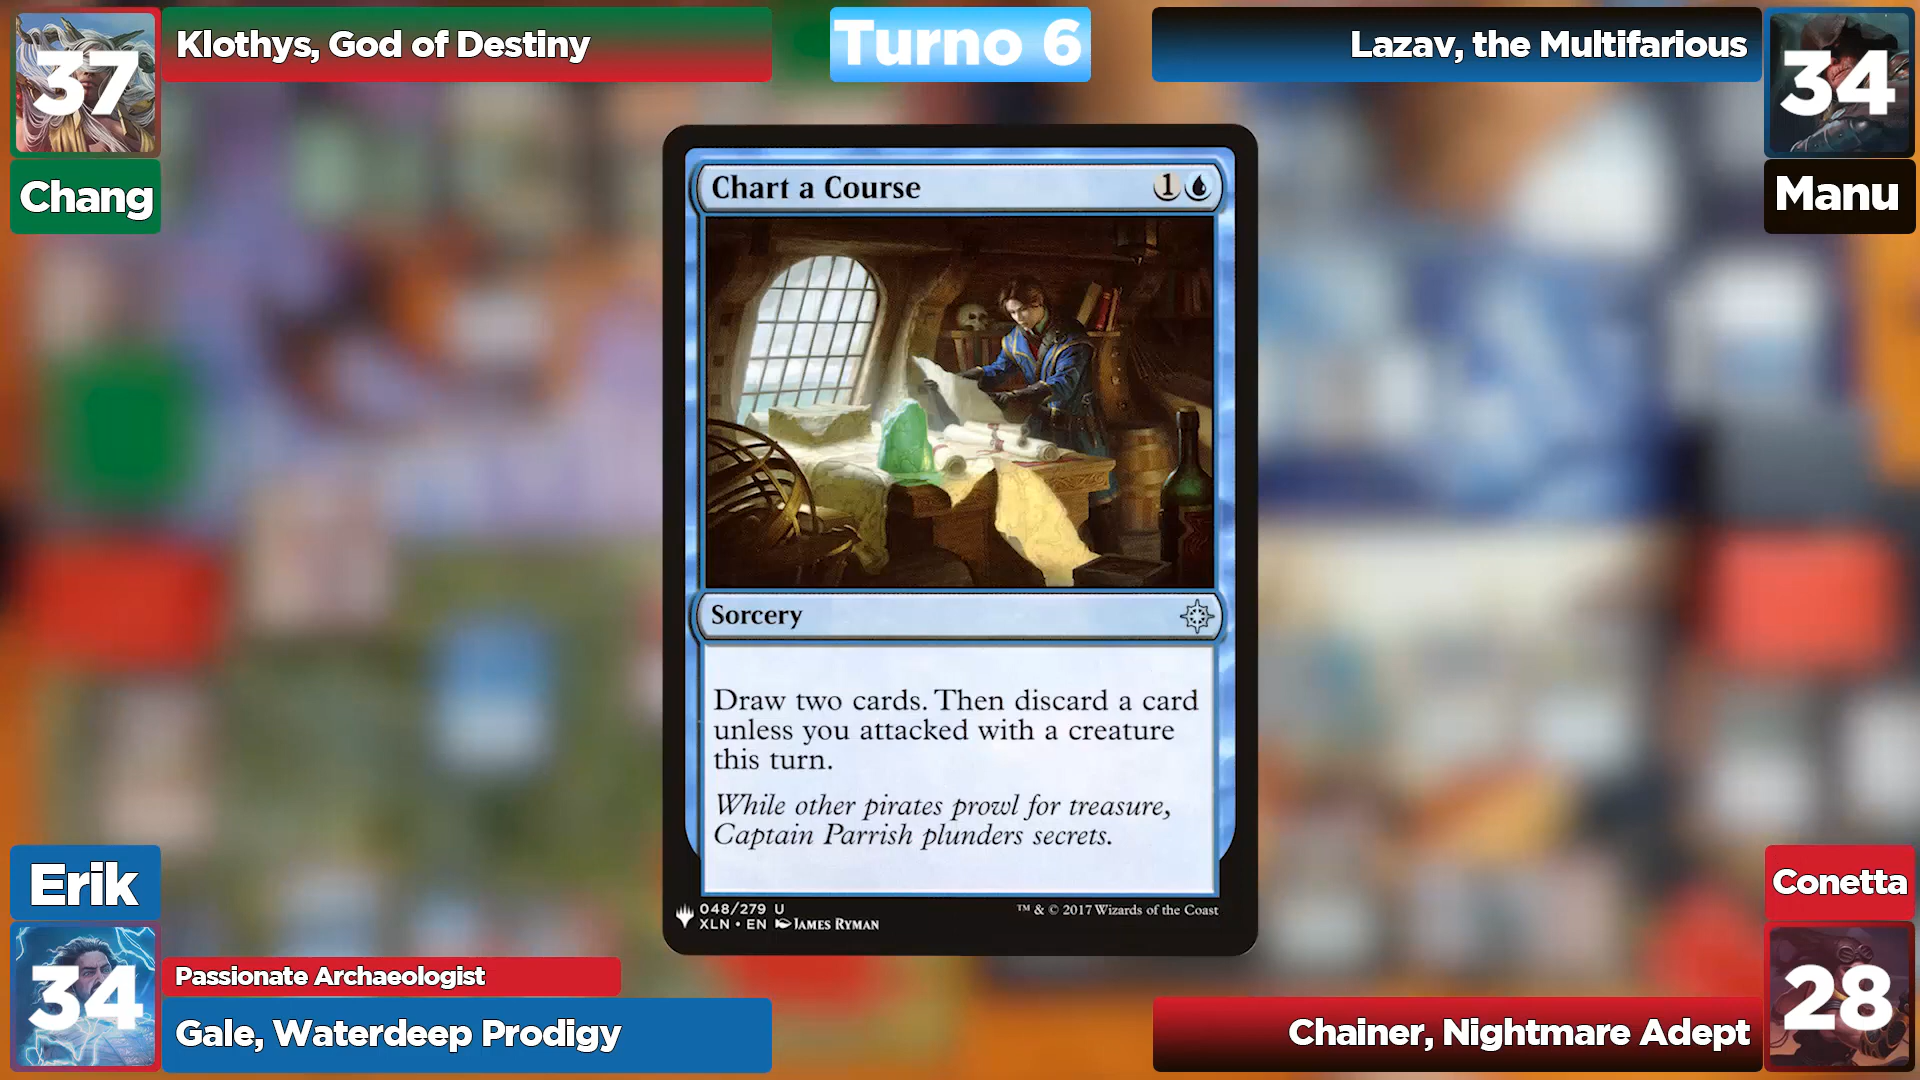 37
Klothys, God of Destiny
Chang
Turno 6
Lazav, the Multifarious
34
Manu
Chart a Course
1
Sorcery
Draw two cards. Then discard a card
unless you attacked with a creature
this turn.
While other pirates prowl for treasure,
Captain Parrish plunders secrets.
048/279 U
XLN • EN JAMES RYMAN
™ & © 2017 Wizards of the Coast
Erik
34
Passionate Archaeologist
Gale, Waterdeep Prodigy
Conetta
28
Chainer, Nightmare Adept